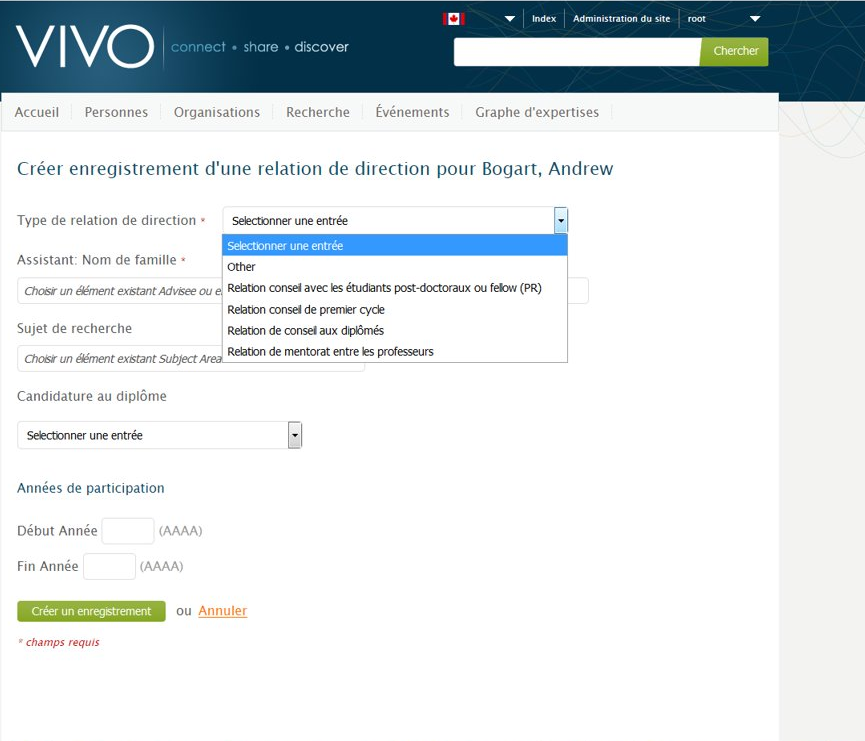 Index Administration du site root
VIVO connect • share • discover
Chercher
Accueil Personnes Organisations Recherche Événements Graphe d'expertises
Créer enregistrement d'une relation de direction pour Bogart, Andrew
Type de relation de direction * Selectionner une entrée
Selectionner une entrée
Other
Relation conseil avec les étudiants post-doctoraux ou fellow (PR)
Relation conseil de premier cycle
Relation de conseil aux diplômés
Relation de mentorat entre les professeurs
Assistant: Nom de famille *
Choisir un élément existant Advisee ou
Sujet de recherche
Choisir un élément existant Subject Area
Candidature au diplôme
Selectionner une entrée
Années de participation
Début Année (AAAA)
Fin Année (AAAA)
Créer un enregistrement ou Annuler
* champs requis